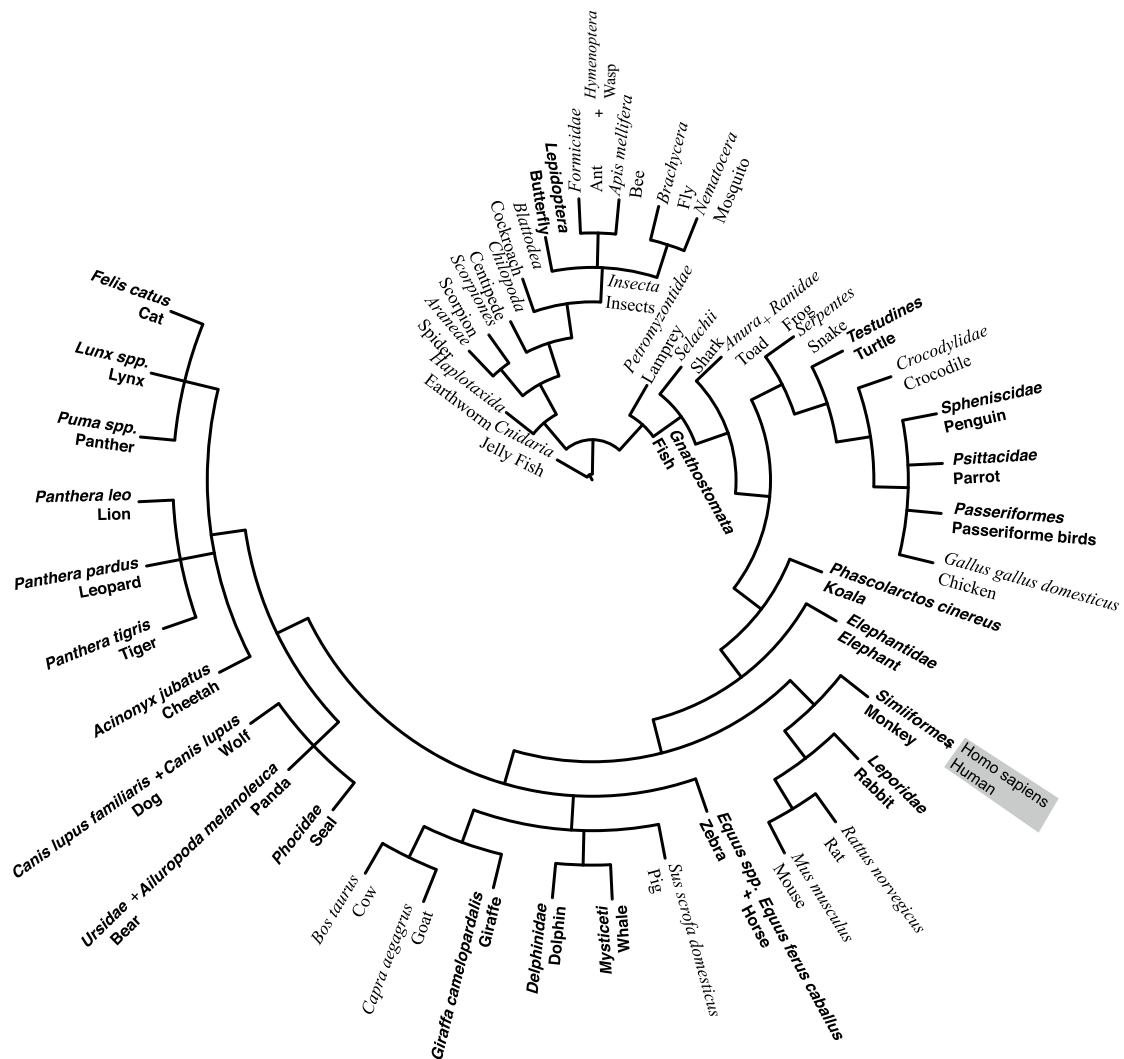 Felis catus
Cat
Lunx spp.
Lynx
Puma spp.
Panther
Panthera leo
Lion
Panthera pardus
Leopard
Panthera tigris
Tiger
Acinonyx jubatus
Cheetah
Canis lupus familiaris + Canis lupus
Dog Wolf
Ursidae + Ailuropoda melanoleuca
Bear Panda
Phocidae
Seal
Bos taurus
Cow
Capra aegagrus
Goat
Giraffa camelopardalis
Giraffe
Delphinidae
Dolphin
Mysticeti
Whale
Sus scrofa domesticus
Pig
Equus spp. + Equus ferus caballus
Zebra Horse
Mus musculus
Mouse
Rattus norvegicus
Rat
Leporidae
Rabbit
Simiiformes +
Monkey
Homo sapiens
Human
Elephantidae
Elephant
Phascolarctos cinereus
Koala
Gallus gallus domesticus
Chicken
Passeriformes
Passeriforme birds
Psittacidae
Parrot
Spheniscidae
Penguin
Crocodylidae
Crocodile
Testudines
Turtle
Serpentes
Snake
Anura + Ranidae
Toad Frog
Selachii
Shark
Gnathostomata
Fish
Petromyzontidae
Lamprey
Insecta
Insects
Nematocera
Mosquito
Brachycera
Fly
Apis mellifera
Bee
Formicidae + Hymenoptera
Ant Wasp
Lepidoptera
Butterfly
Blattodea
Cockroach
Chilopoda
Centipede
Scorpiones
Scorpion
Araneae
Spider
Haplotaxida
Earthworm
Cnidaria
Jelly Fish